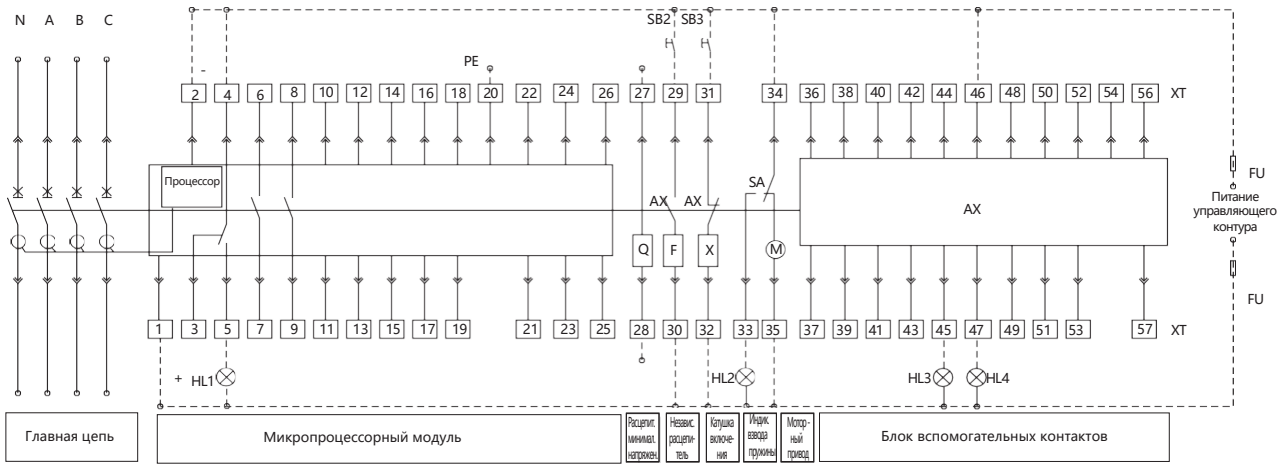 N A B C
SB2 SB3
PE
-
2 4 6 8 10 12 14 16 18 20 22 24 26 27 29 31 34 36 38 40 42 44 46 48 50 52 54 56 XT
Процессор
FU
SA
Питание
управляющего
контура
AX AX AX
Q F X M
FU
1 3 5 7 9 11 13 15 17 19 21 23 25 28 30 32 33 35 37 39 41 43 45 47 49 51 53 57 XT
+ HL1 HL2 HL3 HL4
Главная цепь
Микропроцессорный модуль
Расцепит.
минимал.
напряжен.
Независ.
расцепи-
тель
Катушка
включе-
ния
Индик.
взвода
пружины
Мотор-
ный
привод
Блок вспомогательных контактов